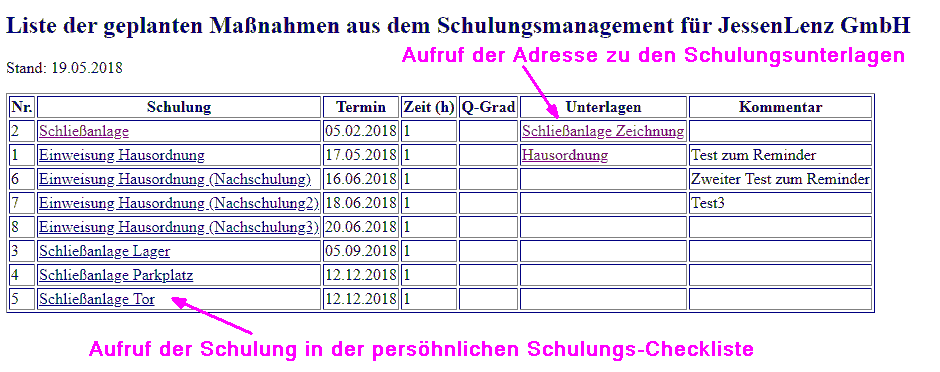 Liste der geplanten Maßnahmen aus dem Schulungsmanagement für JessenLenz GmbH
Aufruf der Adresse zu den Schulungsunterlagen
Stand: 19.05.2018
Nr. Schulung Termin Zeit (h) Q-Grad Unterlagen Kommentar
2 Schließanlage 05.02.2018 1 Schließanlage Zeichnung
1 Einweisung Hausordnung 17.05.2018 1 Hausordnung Test zum Reminder
6 Einweisung Hausordnung (Nachschulung) 16.06.2018 1 Zweiter Test zum Reminder
7 Einweisung Hausordnung (Nachschulung2) 18.06.2018 1 Test3
8 Einweisung Hausordnung (Nachschulung3) 20.06.2018 1
3 Schließanlage Lager 05.09.2018 1
4 Schließanlage Parkplatz 12.12.2018 1
5 Schließanlage Tor 12.12.2018 1
Aufruf der Schulung in der persöhnlichen Schulungs-Checkliste